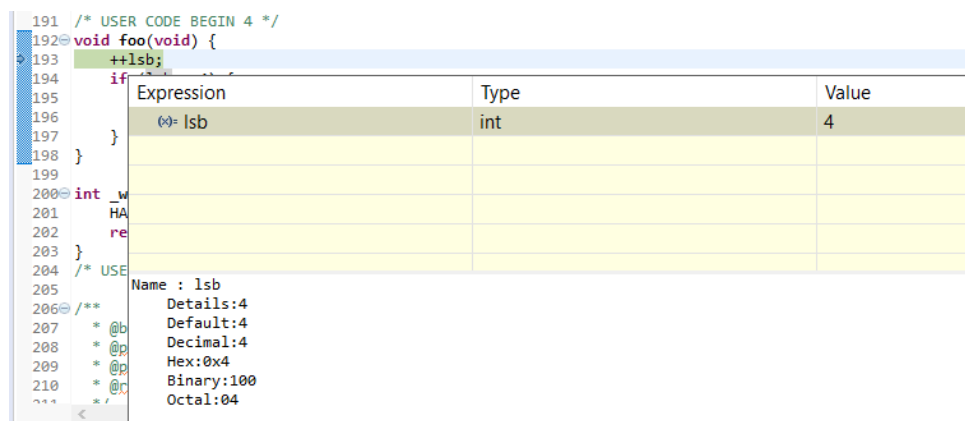 191 /* USER CODE BEGIN 4 */
192 void foo(void) {
193 ++lsb;
194 if
195
196
197 }
198 }
199
200 int _w
201 HA
202 re
203 }
204 /* USE
205
206 /**
207 * @b
208 * @p
209 * @p
210 * @r
Expression Type Value
(x)= lsb int 4
Name : lsb
Details:4
Default:4
Decimal:4
Hex:0x4
Binary:100
Octal:04